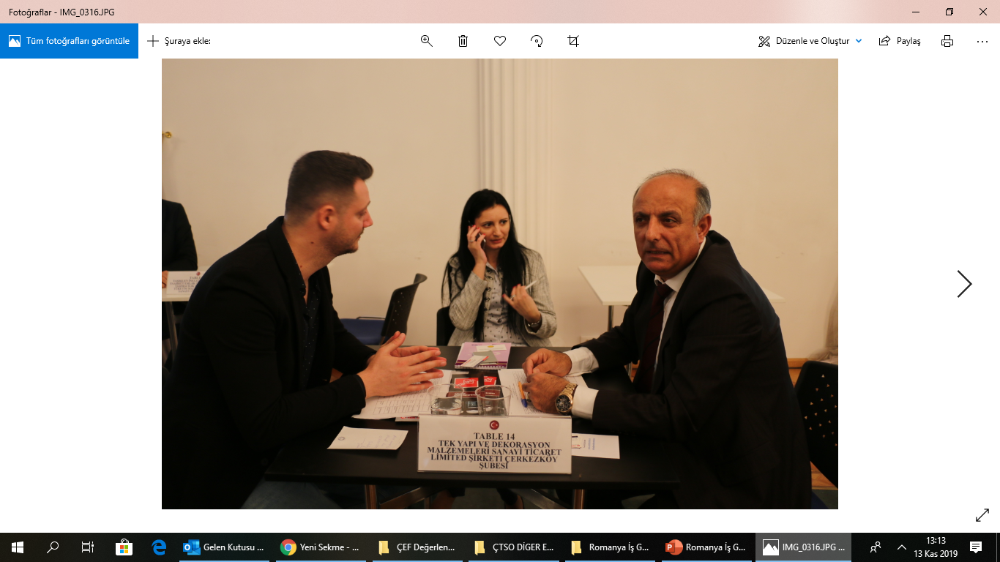 Fotoğraflar - IMG_0316.JPG
Tüm fotoğrafları görüntüle
Şuraya ekle:
Düzenle ve Oluştur
Paylaş
TABLE 14
TEK YAPI VE DEKORASYON
MALZEMELERİ SANAYİ TİCARET
LİMİTED ŞİRKETİ ÇERKEZKÖY
ŞUBESİ
Gelen Kutusu ...
Yeni Sekme - ...
ÇEF Değerlen...
ÇTSO DİĞER E...
Romanya İş G...
Romanya İş G...
IMG_0316.JPG ...
13:13
13 Kas 2019